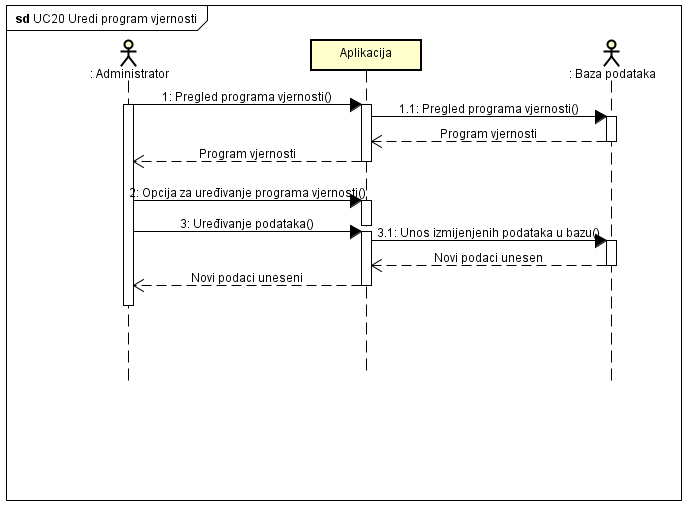 sd UC20 Uredi program vjernosti
: Administrator
Aplikacija
: Baza podataka
1: Pregled programa vjernosti()
1.1: Pregled programa vjernosti()
Program vjernosti
Program vjernosti
2: Opcija za uređivanje programa vjernosti()
3: Uređivanje podataka()
3.1: Unos izmijenjenih podataka u bazu()
Novi podaci unesen
Novi podaci uneseni